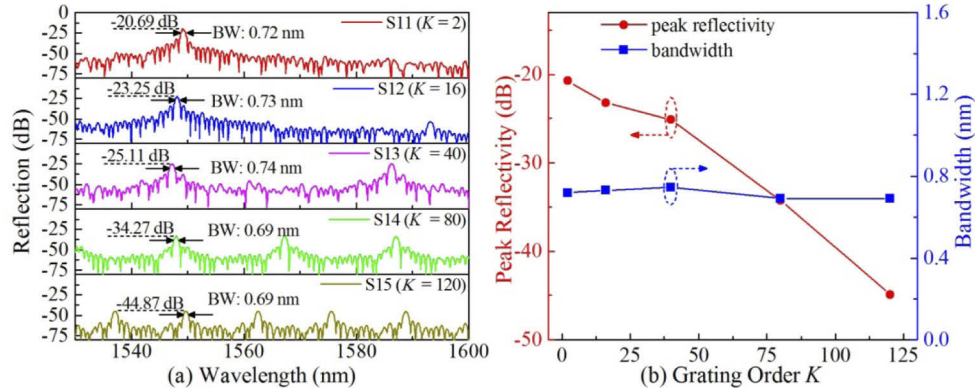 0
-25
-50
-75
-25
-50
-75
-25
-50
-75
-25
-50
-75
-25
-50
-75
Reflection (dB)
-20.69 dB
BW: 0.72 nm
S11 (K = 2)
-23.25 dB
BW: 0.73 nm
S12 (K = 16)
-25.11 dB
BW: 0.74 nm
S13 (K = 40)
-34.27 dB
BW: 0.69 nm
S14 (K = 80)
-44.87 dB
BW: 0.69 nm
S15 (K = 120)
1540 1560 1580 1600
(a) Wavelength (nm)
peak reflectivity
bandwidth
-20
-30
-40
-50
Peak Reflectivity (dB)
1.6
1.2
0.8
0.4
0.0
Bandwidth (nm)
0 25 50 75 100 125
(b) Grating Order K